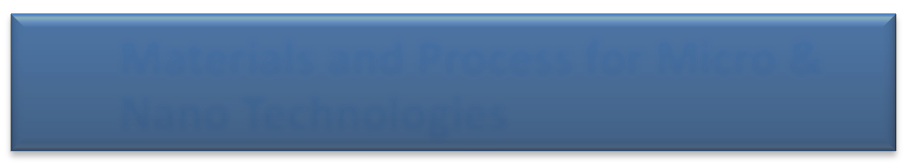 Materials and Process for Micro &
Nano Technologies